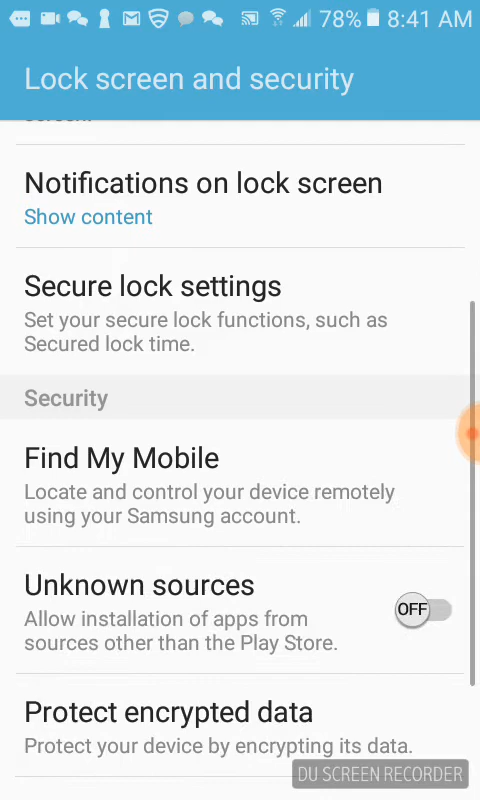 78% 8:41 AM
Lock screen and security
screen.
Notifications on lock screen
Show content
Secure lock settings
Set your secure lock functions, such as
Secured lock time.
Security
Find My Mobile
Locate and control your device remotely
using your Samsung account.
Unknown sources
Allow installation of apps from
sources other than the Play Store.
OFF
Protect encrypted data
Protect your device by encrypting its data.
DU SCREEN RECORDER